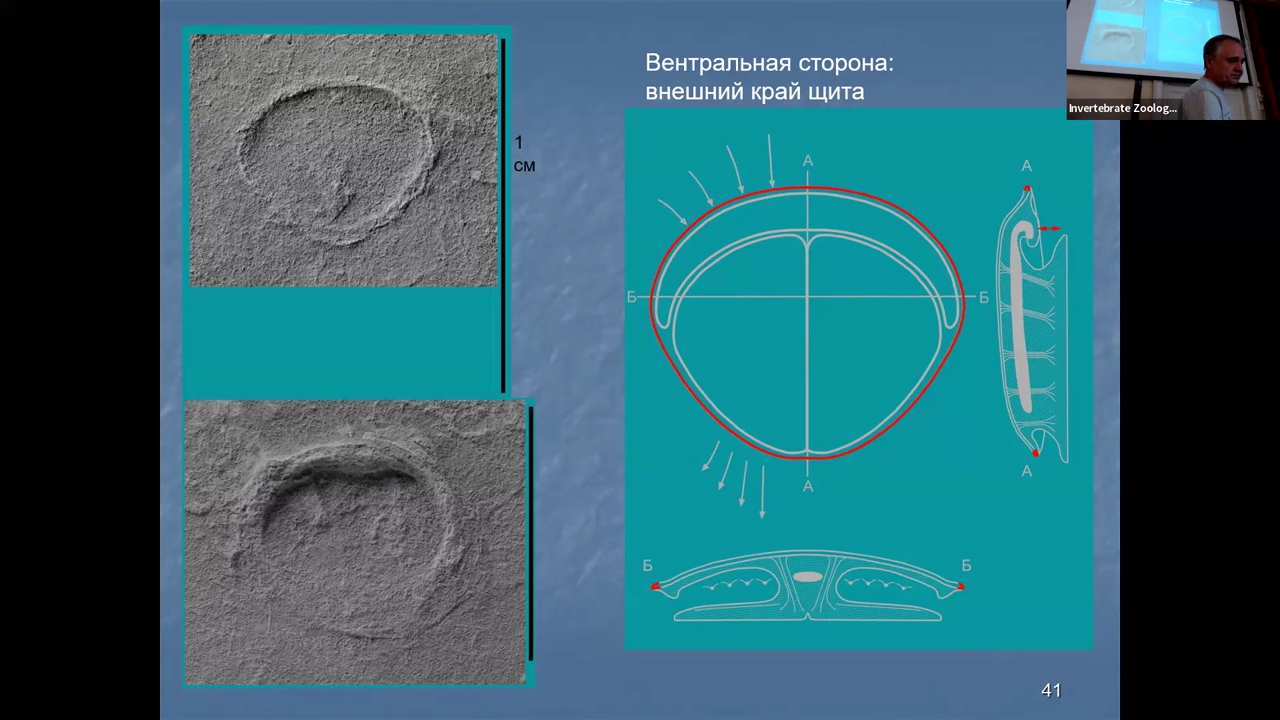 Вентральная сторона:
внешний край щита
1
см
А
А
Б
Б
А
А
Б
Б
41
Invertebrate Zoolog...